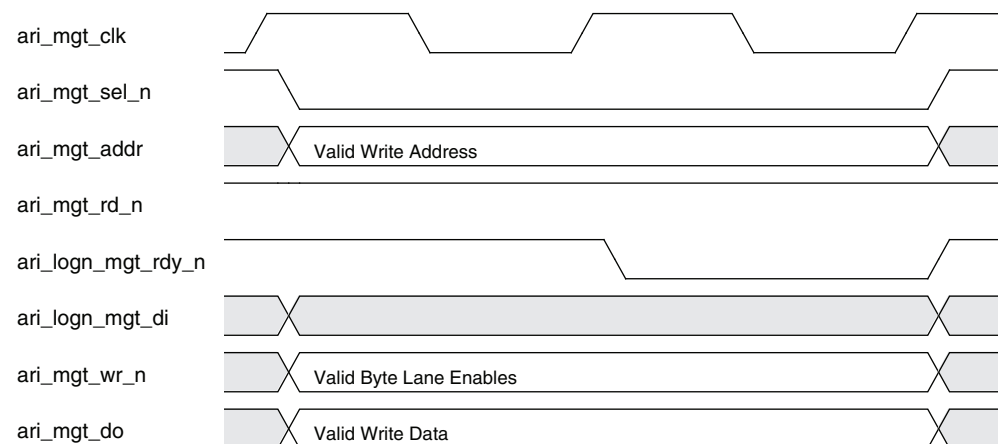 ari_mgt_clk
ari_mgt_sel_n
ari_mgt_addr Valid Write Address
ari_mgt_rd_n
ari_logn_mgt_rdy_n
ari_logn_mgt_di
ari_mgt_wr_n Valid Byte Lane Enables
ari_mgt_do Valid Write Data